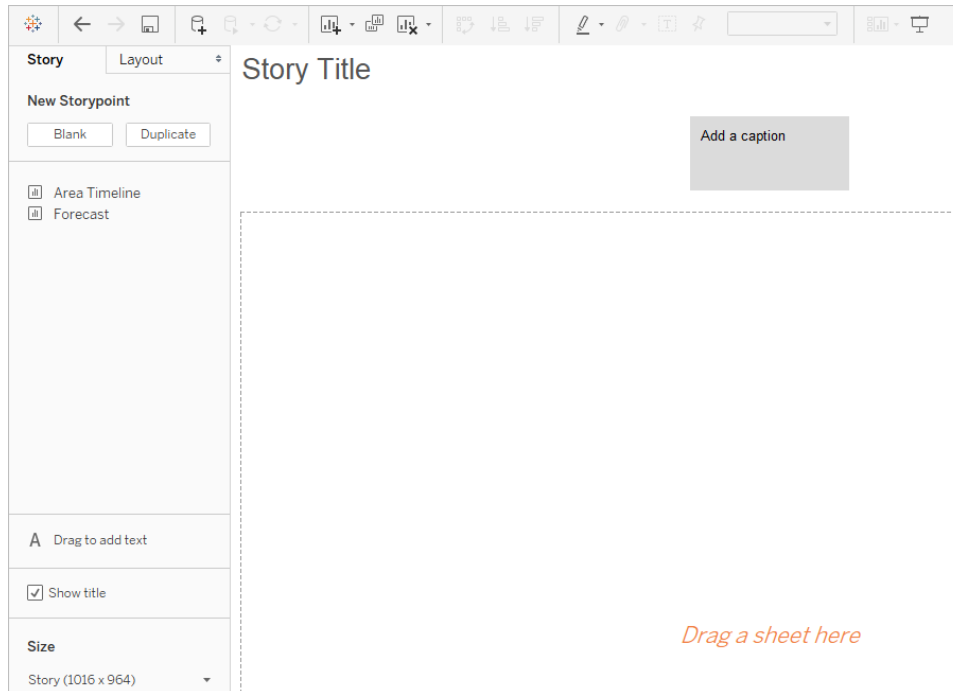 Story
Layout
Story Title
New Storypoint
Blank
Duplicate
Add a caption
Area Timeline
Forecast
A Drag to add text
Show title
Drag a sheet here
Size
Story (1016 x 964)